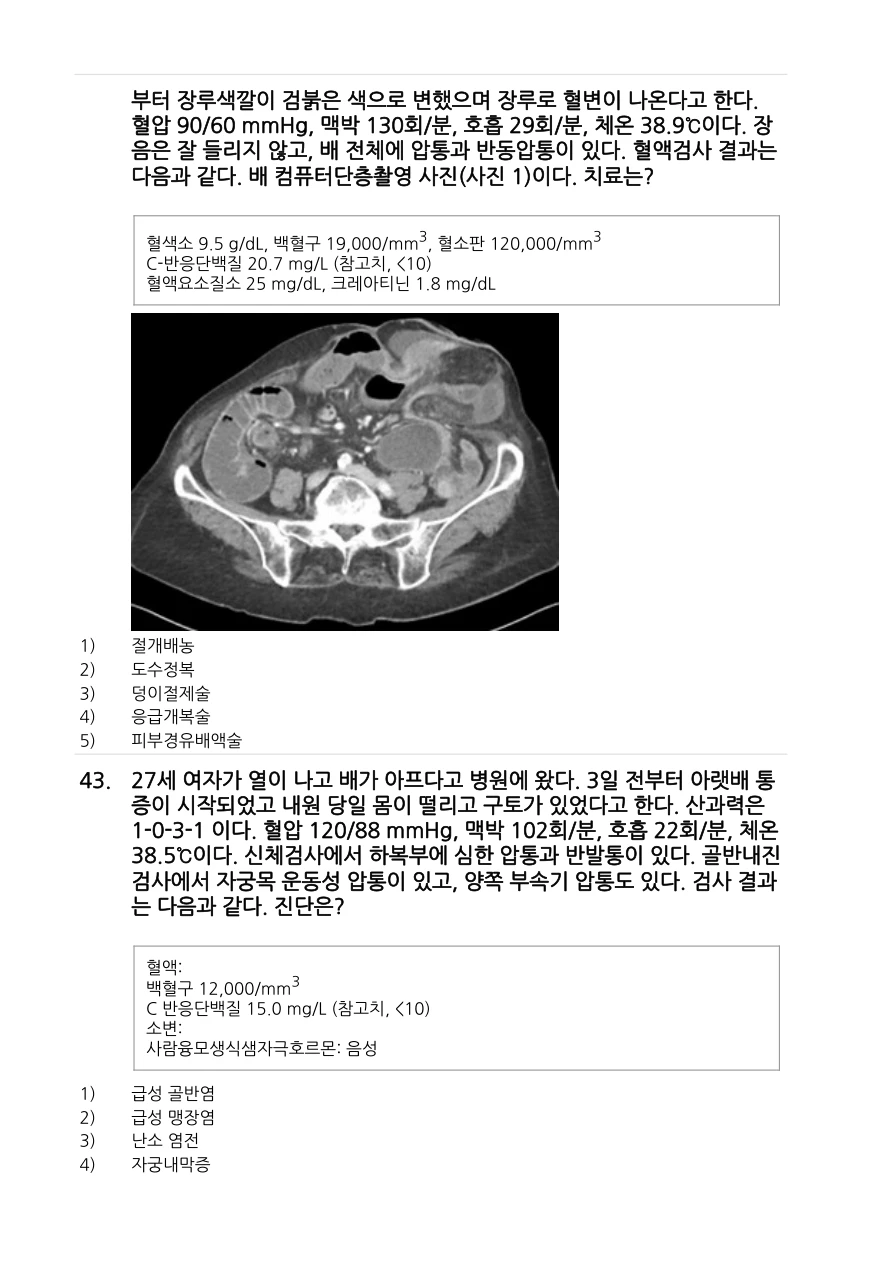 부터 장루색깔이 검붉은 색으로 변했으며 장루로 혈변이 나온다고 한다.
혈압 90/60 mmHg, 맥박 130회/분, 호흡 29회/분, 체온 38.9℃이다. 장
음은 잘 들리지 않고, 배 전체에 압통과 반동압통이 있다. 혈액검사 결과는
다음과 같다. 배 컴퓨터단층촬영 사진(사진 1)이다. 치료는?
혈색소 9.5 g/dL, 백혈구 19,000/mm3, 혈소판 120,000/mm3
C-반응단백질 20.7 mg/L (참고치, <10)
혈액요소질소 25 mg/dL, 크레아티닌 1.8 mg/dL
1) 절개배농
2) 도수정복
3) 덩이절제술
4) 응급개복술
5) 피부경유배액술
43. 27세 여자가 열이 나고 배가 아프다고 병원에 왔다. 3일 전부터 아랫배 통
증이 시작되었고 내원 당일 몸이 떨리고 구토가 있었다고 한다. 산과력은
1-0-3-1 이다. 혈압 120/88 mmHg, 맥박 102회/분, 호흡 22회/분, 체온
38.5℃이다. 신체검사에서 하복부에 심한 압통과 반발통이 있다. 골반내진
검사에서 자궁목 운동성 압통이 있고, 양쪽 부속기 압통도 있다. 검사 결과
는 다음과 같다. 진단은?
혈액:
백혈구 12,000/mm3
C 반응단백질 15.0 mg/L (참고치, <10)
소변:
사람융모생식샘자극호르몬: 음성
1) 급성 골반염
2) 급성 맹장염
3) 난소 염전
4) 자궁내막증